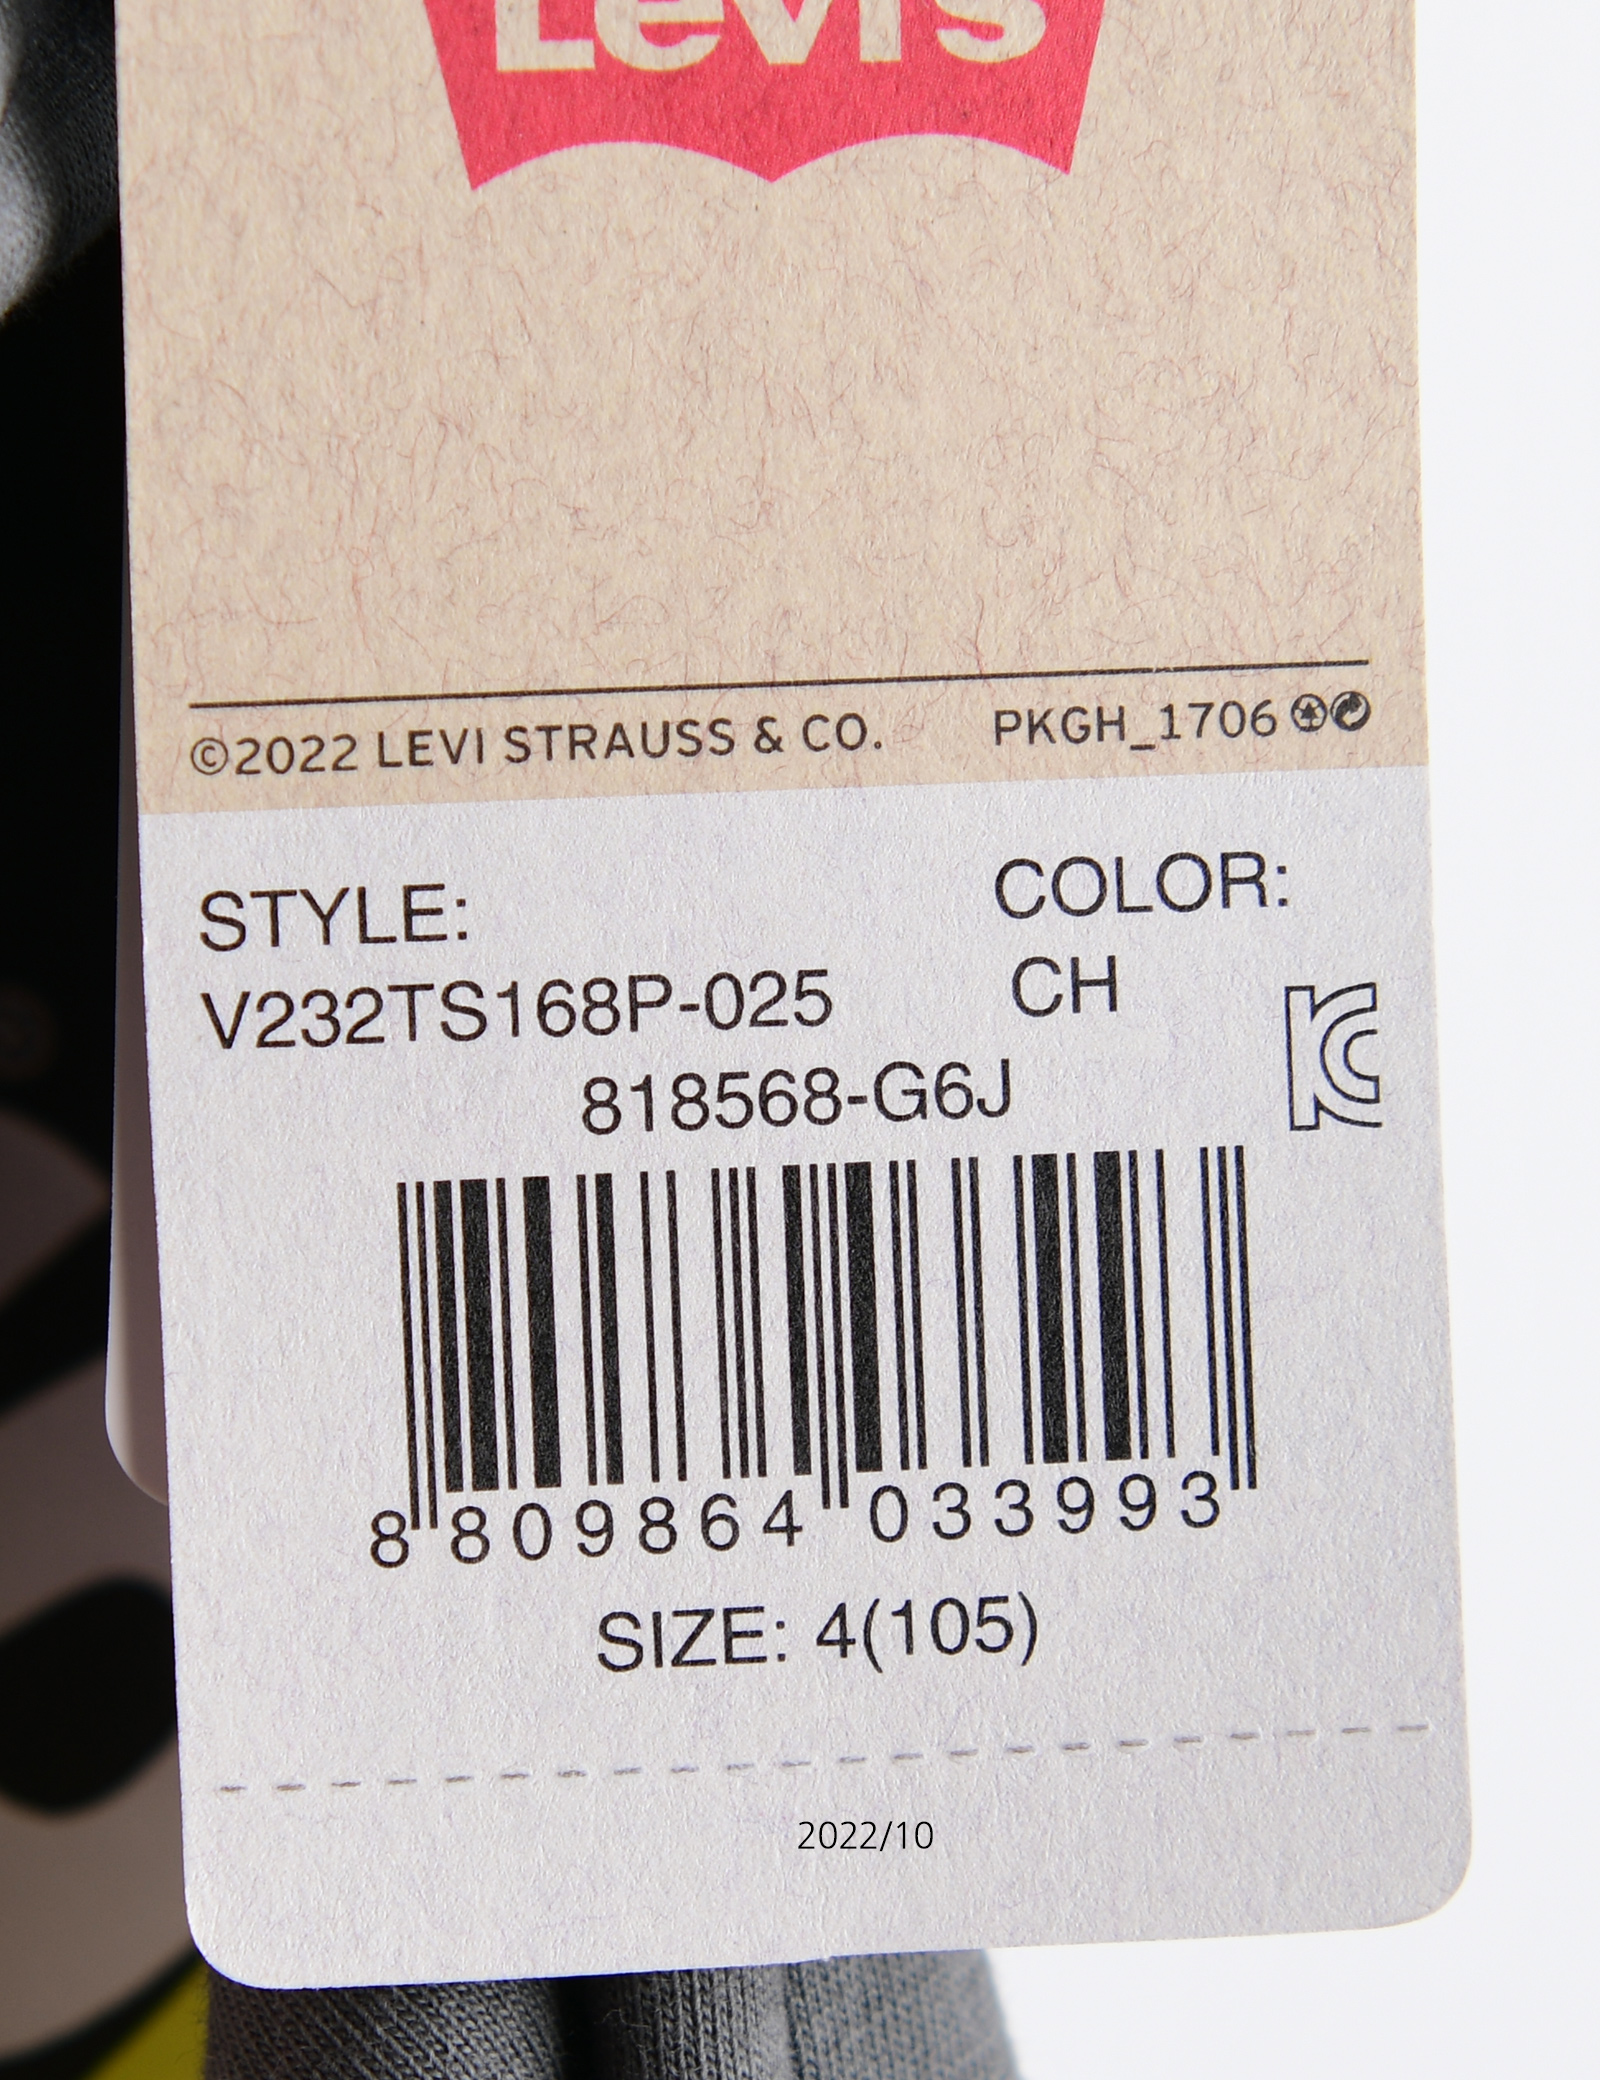 Levi's
©2022 LEVI STRAUSS & CO. PKGH_1706
STYLE: COLOR:
V232TS168P-025 CH
818568-G6J
8 809864 033993
SIZE: 4(105)
2022/10